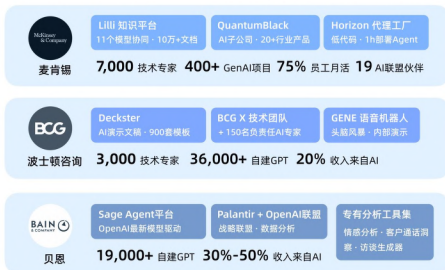 McKinsey
& Company
麦肯锡
Lilli 知识平台
11个模型协同 · 10万+文档
QuantumBlack
AI子公司 · 20+行业产品
Horizon 代理工厂
低代码 · 1h部署Agent
7,000 技术专家 400+ GenAI项目 75% 员工月活 19 AI联盟伙伴
BCG
波士顿咨询
Deckster
AI演示文稿 · 900套模板
BCG X 技术团队
+ 150名负责任AI专家
GENE 语音机器人
头脑风暴 · 内部演示
3,000 技术专家 36,000+ 自建GPT 20% 收入来自AI
BAIN
& COMPANY
贝恩
Sage Agent平台
OpenAI最新模型驱动
Palantir + OpenAI联盟
战略联盟 · 数据分析
专有分析工具集
情感分析 · 客户通话洞
察 · 访谈生成器
19,000+ 自建GPT 30%-50% 收入来自AI